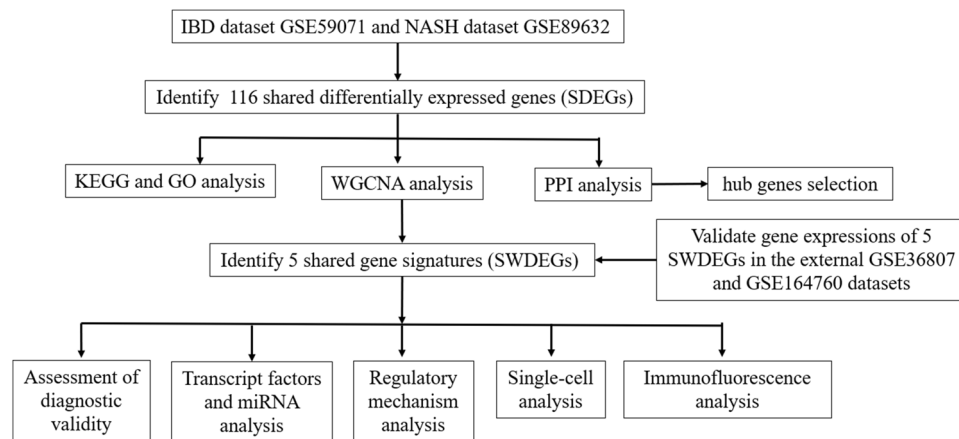 IBD dataset GSE59071 and NASH dataset GSE89632
Identify 116 shared differentially expressed genes (SDEGs)
KEGG and GO analysis
WGCNA analysis
PPI analysis
hub genes selection
Identify 5 shared gene signatures (SWDEGs)
Validate gene expressions of 5
SWDEGs in the external GSE36807
and GSE164760 datasets
Assessment of
diagnostic
validity
Transcript factors
and miRNA
analysis
Regulatory
mechanism
analysis
Single-cell
analysis
Immunofluorescence
analysis